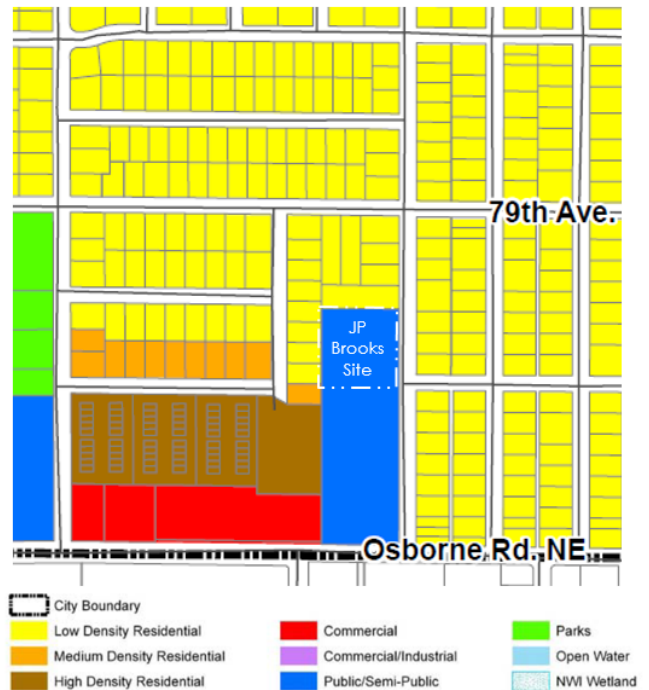 79th Ave.
JP
Brooks
Site
Osborne Rd. NE
City Boundary
Low Density Residential
Commercial
Parks
Medium Density Residential
Commercial/Industrial
Open Water
High Density Residential
Public/Semi-Public
NWI Wetland